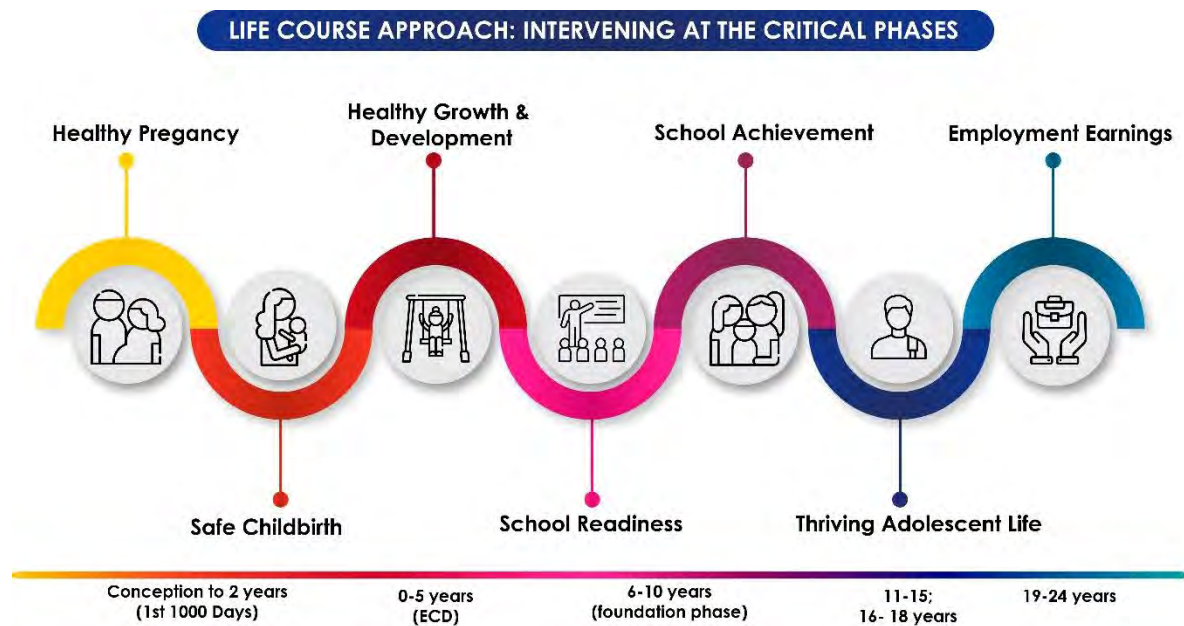 LIFE COURSE APPROACH: INTERVENING AT THE CRITICAL PHASES
Healthy Pregancy
Healthy Growth &
Development
School Achievement
Employment Earnings
Safe Childbirth
School Readiness
Thriving Adolescent Life
Conception to 2 years
(1st 1000 Days)
0-5 years
(ECD)
6-10 years
(foundation phase)
11-15;
16- 18 years
19-24 years